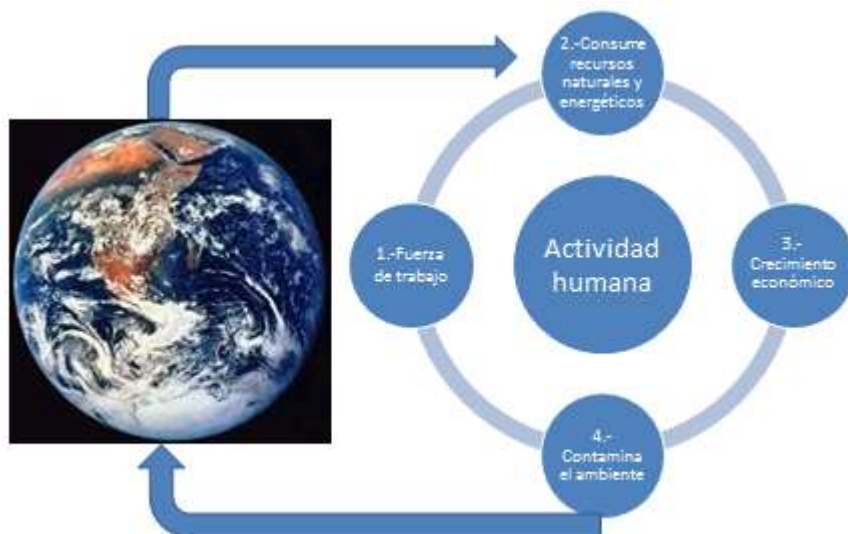 2.-Consume
recursos
naturales y
energéticos
1.-Fuerza
de trabajo
Actividad
humana
3.-
Crecimiento
económico
4.-
Contamina
el ambiente